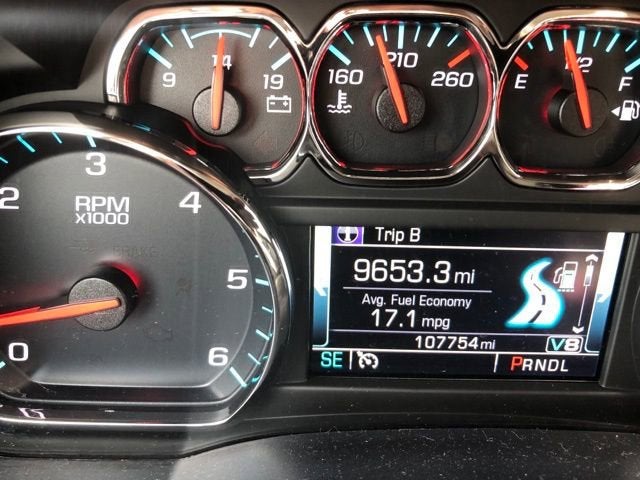 9 14 19
160 210 260
E 1/2 F
2 3 4
RPM
x1000
5
0 6
Trip B
9653.3 mi
Avg. Fuel Economy
17.1 mpg
107754 mi V8
SE PRNDL